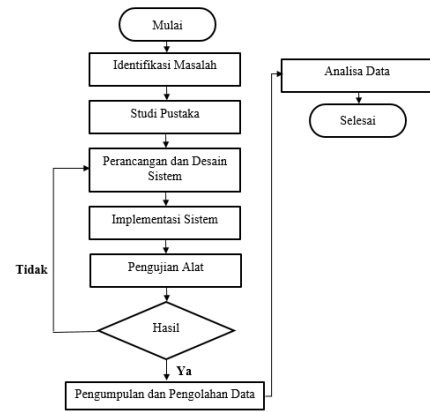 Mulai
Identifikasi Masalah
Studi Pustaka
Perancangan dan Desain
Sistem
Implementasi Sistem
Pengujian Alat
Tidak
Hasil
Ya
Pengumpulan dan Pengolahan Data
Analisa Data
Selesai